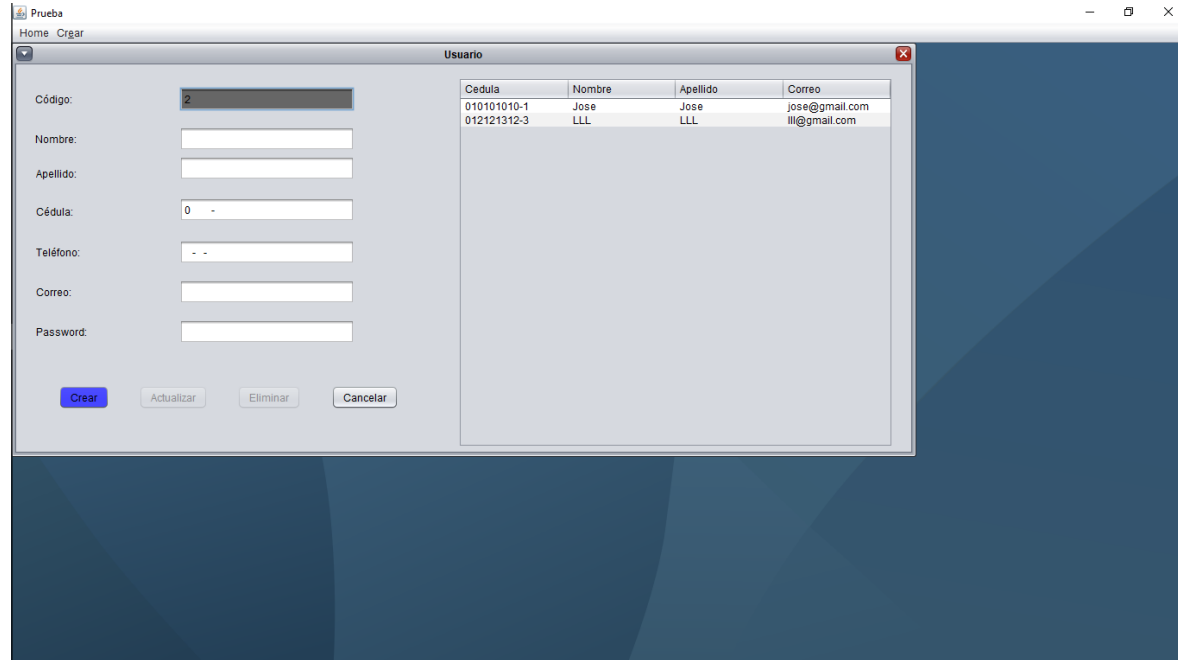 Prueba
Home Crear
Usuario
Código: 2
Nombre:
Apellido:
Cédula: 0 -
Teléfono: - -
Correo:
Password:
Crear Actualizar Eliminar Cancelar
Cedula Nombre Apellido Correo
010101010-1 Jose Jose jose@gmail.com
012121312-3 LLL LLL lll@gmail.com